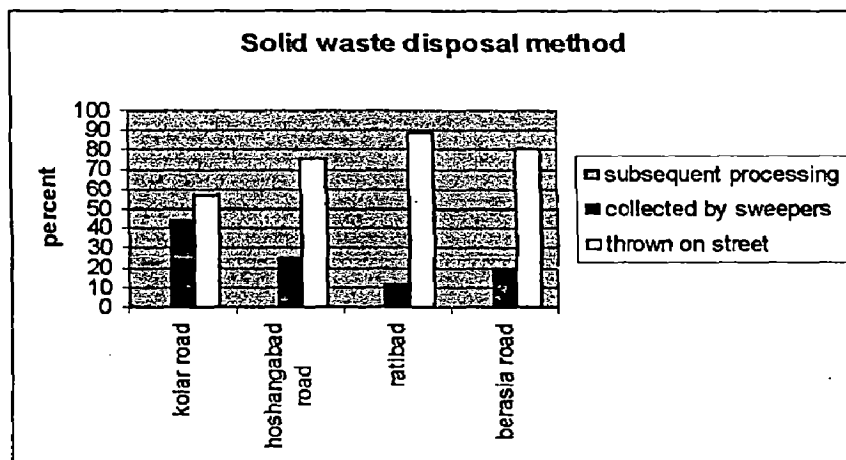 Solid waste disposal method
percent
100
90
80
70
60
50
40
30
20
10
0
kolar road
hoshangabad
road
ratibad
berasia road
subsequent processing
collected by sweepers
thrown on street